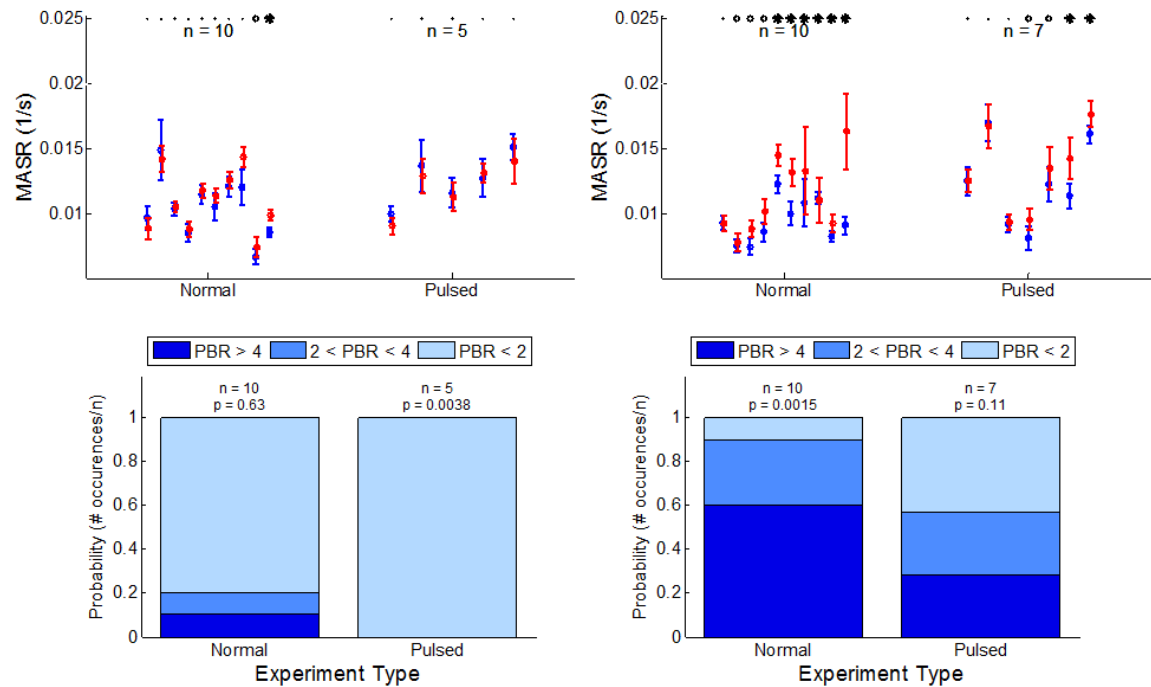 0.025
n = 10
n = 5
0.02
0.015
0.01
MASR (1/s)
Normal
Pulsed
0.025
n = 10
n = 7
0.02
0.015
0.01
MASR (1/s)
Normal
Pulsed
PBR > 4
2 < PBR < 4
PBR < 2
n = 10
p = 0.63
n = 5
p = 0.0038
1
0.8
0.6
0.4
0.2
0
Probability (# occurences/n)
Normal
Pulsed
Experiment Type
PBR > 4
2 < PBR < 4
PBR < 2
n = 10
p = 0.0015
n = 7
p = 0.11
1
0.8
0.6
0.4
0.2
0
Probability (# occurences/n)
Normal
Pulsed
Experiment Type